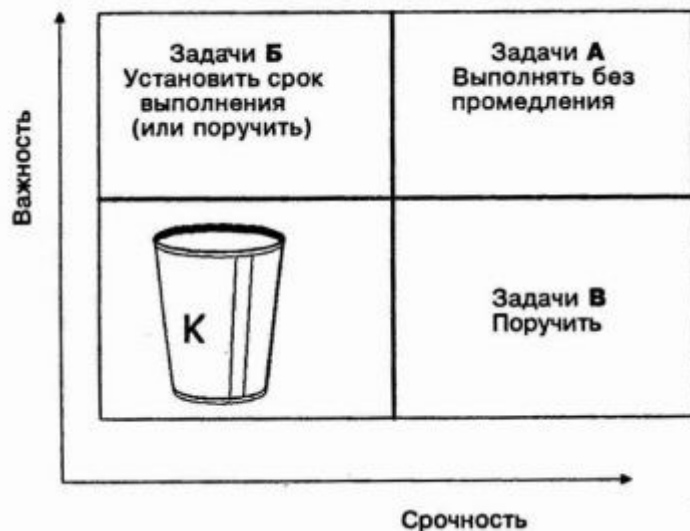 Важность
Задачи Б
Установить срок
выполнения
(или поручить)
Задачи А
Выполнять без
промедления
К
Задачи В
Поручить
Срочность